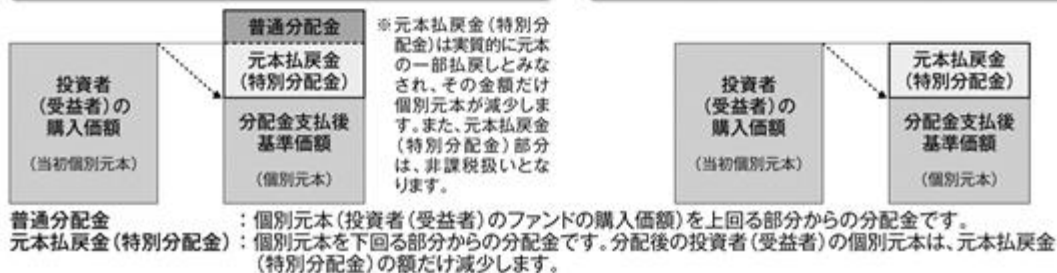 普通分配金
元本払戻金
(特別分配金)
投資者
(受益者)の
購入価額
(当初個別元本)
分配金支払後
基準価額
(個別元本)
※元本払戻金(特別分
配金)は実質的に元本
の一部払戻しとみな
され、その金額だけ
個別元本が減少しま
す。また、元本払戻金
(特別分配金)部分
は、非課税扱いとな
ります。
投資者
(受益者)の
購入価額
(当初個別元本)
元本払戻金
(特別分配金)
分配金支払後
基準価額
(個別元本)
普通分配金 :個別元本(投資者(受益者)のファンドの購入価額)を上回る部分からの分配金です。
元本払戻金(特別分配金):個別元本を下回る部分からの分配金です。分配後の投資者(受益者)の個別元本は、元本払戻金
(特別分配金)の額だけ減少します。